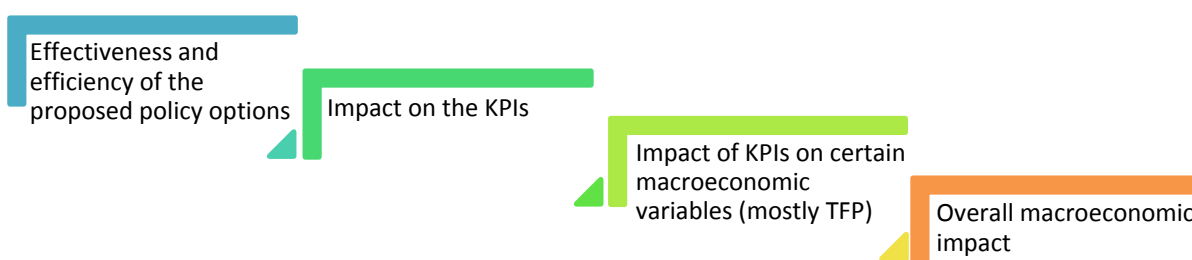 Effectiveness and
efficiency of the
proposed policy options
Impact on the KPIs
Impact of KPIs on certain
macroeconomic
variables (mostly TFP)
Overall macroeconomic
impact